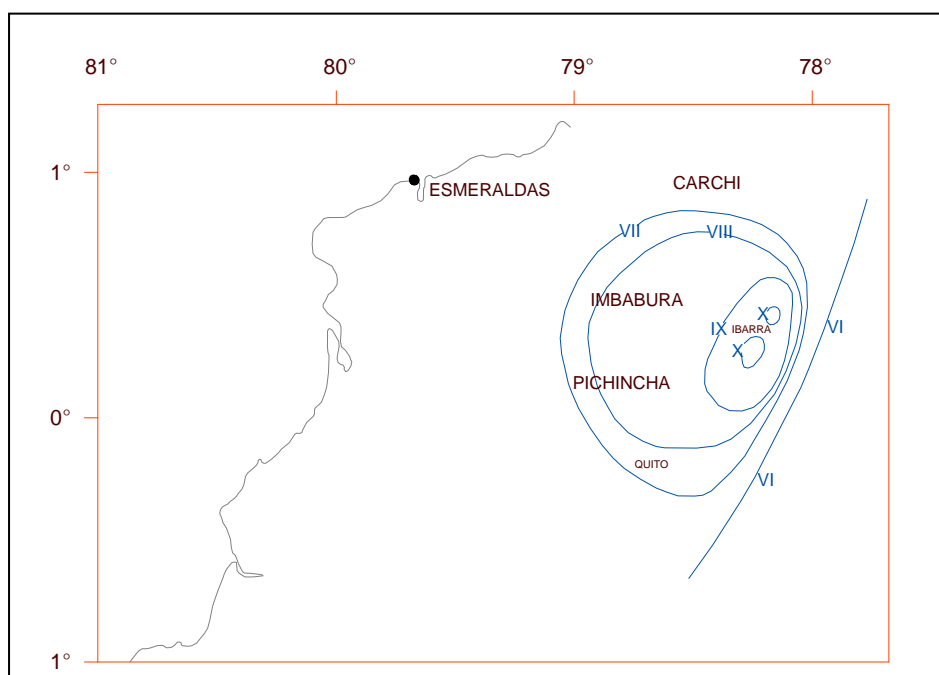 81° 80° 79° 78°
1°
CARCHI
ESMERALDAS
VII VIII
IMBABURA
X
IX IBARRA VI
X
PICHINCHA
0°
QUITO
VI
1°